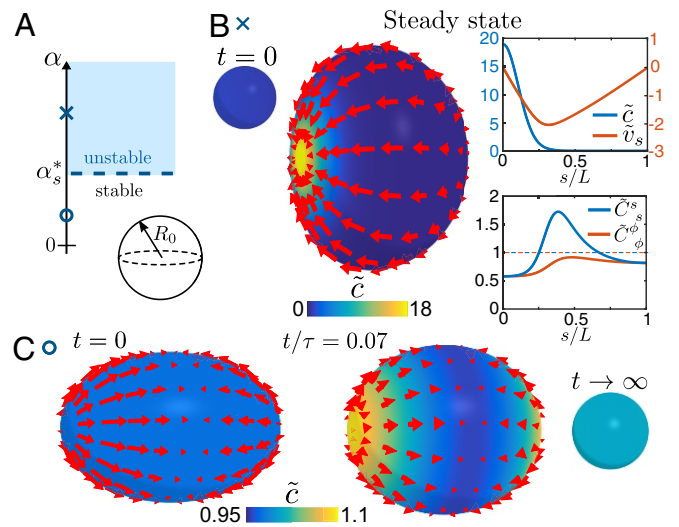 A
α
unstable
α*ₛ
stable
0
R₀
B ×
Steady state
t = 0
c̃
0 18
20
15
10
5
0
1
0
-1
-2
-3
c̃
ṽₛ
0 0.5 1
s/L
2
1.5
1
0.5
0
C̃ˢₛ
C̃ᵠᵩ
0 0.5 1
s/L
C
t = 0
t/τ = 0.07
t → ∞
c̃
0.95 1.1